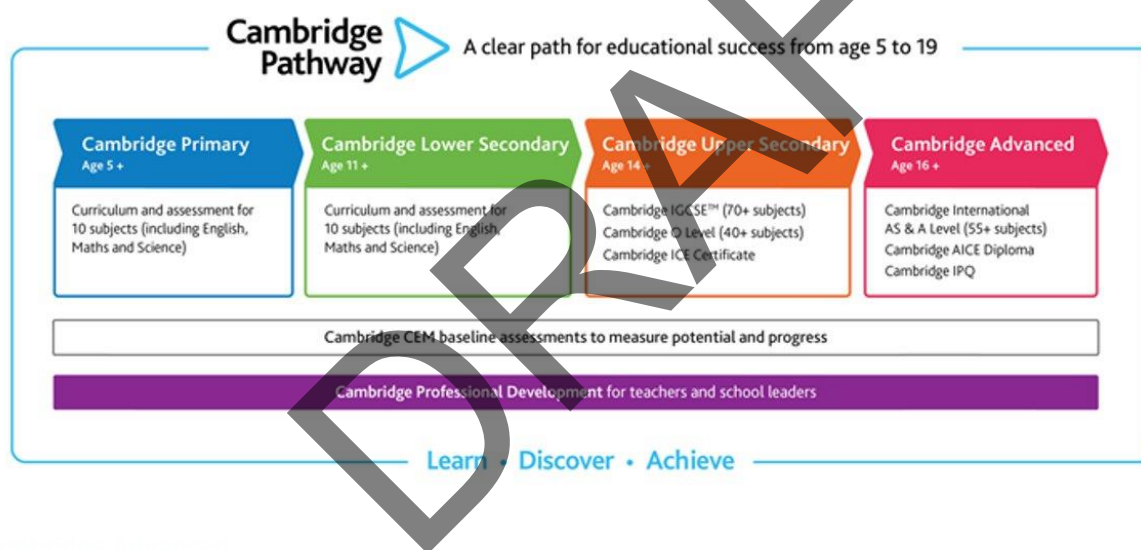 Cambridge
Pathway
A clear path for educational success from age 5 to 19
Cambridge Primary
Age 5 +
Curriculum and assessment for
10 subjects (including English,
Maths and Science)
Cambridge Lower Secondary
Age 11 +
Curriculum and assessment for
10 subjects (including English,
Maths and Science)
Cambridge Upper Secondary
Age 14 +
Cambridge IGCSE™ (70+ subjects)
Cambridge O Level (40+ subjects)
Cambridge ICE Certificate
Cambridge Advanced
Age 16 +
Cambridge International
AS & A Level (55+ subjects)
Cambridge AICE Diploma
Cambridge IPQ
Cambridge CEM baseline assessments to measure potential and progress
Cambridge Professional Development for teachers and school leaders
Learn • Discover • Achieve
DRAF